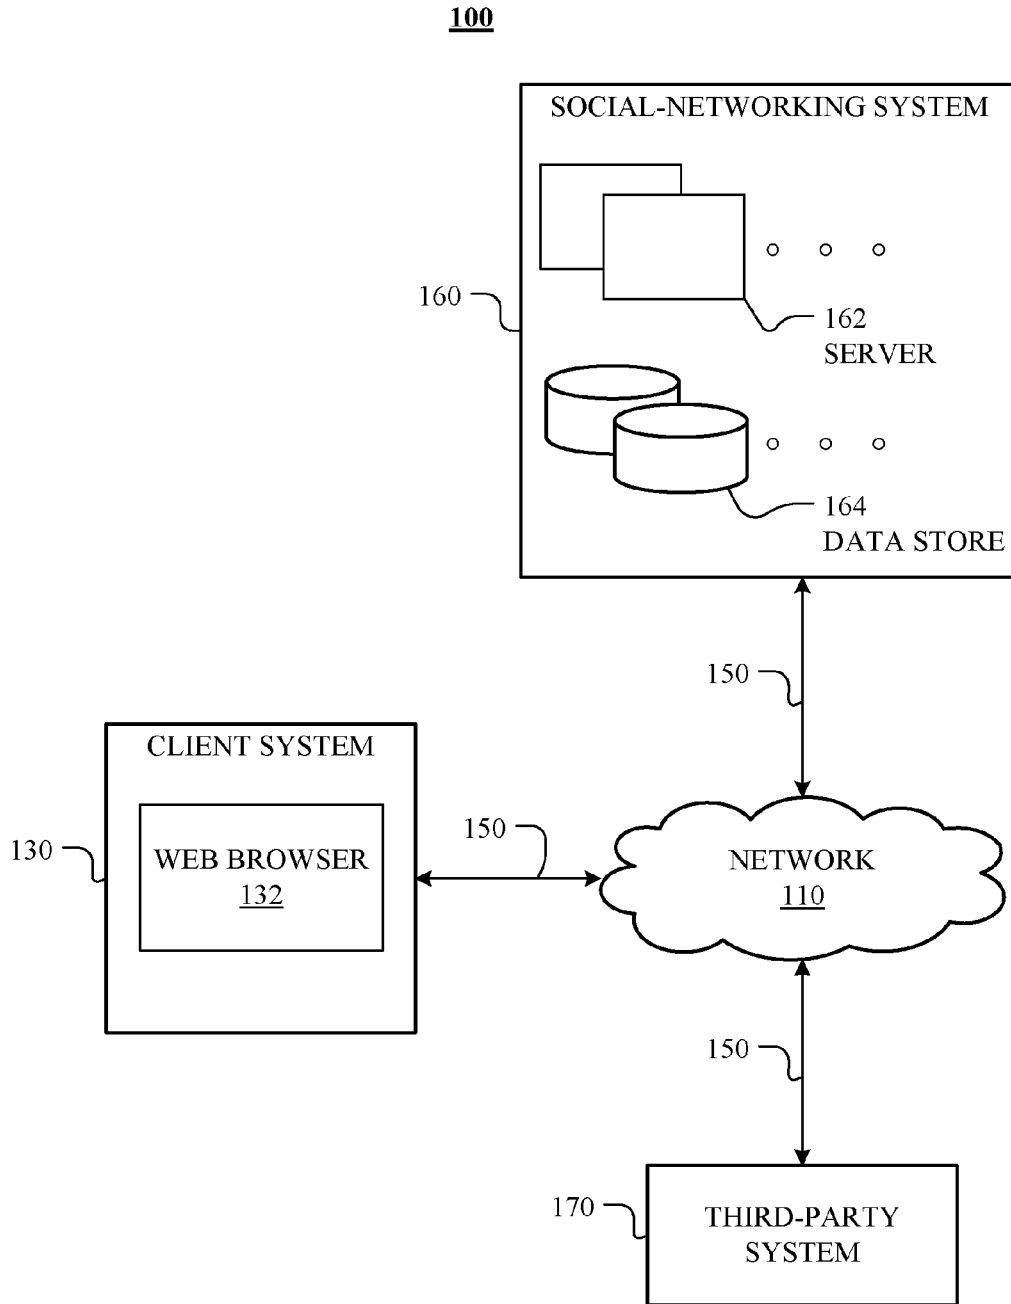 100
SOCIAL-NETWORKING SYSTEM
160
162
SERVER
164
DATA STORE
150
CLIENT SYSTEM
130
WEB BROWSER
132
150
NETWORK
110
150
170
THIRD-PARTY
SYSTEM